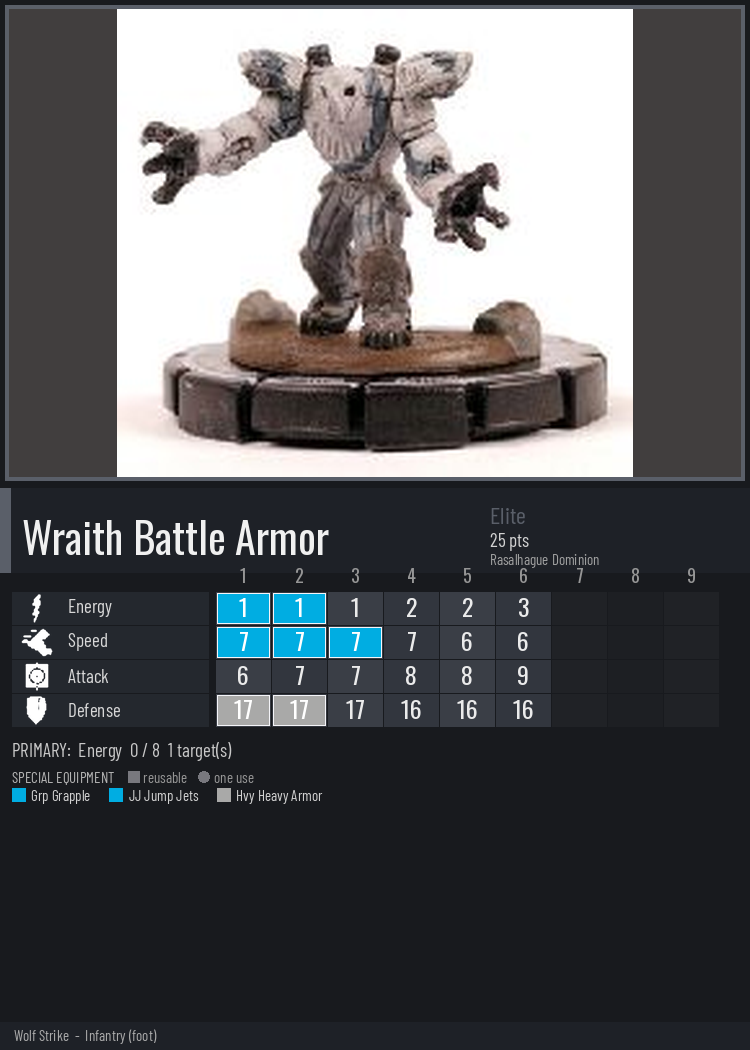 Wraith Battle Armor
Elite
25 pts
Rasalhague Dominion
1 2 3 4 5 6 7 8 9
Energy 1 1 1 2 2 3
Speed 7 7 7 7 6 6
Attack 6 7 7 8 8 9
Defense 17 17 17 16 16 16
PRIMARY: Energy 0 / 8 1 target(s)
SPECIAL EQUIPMENT reusable one use
Grp Grapple JJ Jump Jets Hvy Heavy Armor
Wolf Strike - Infantry (foot)